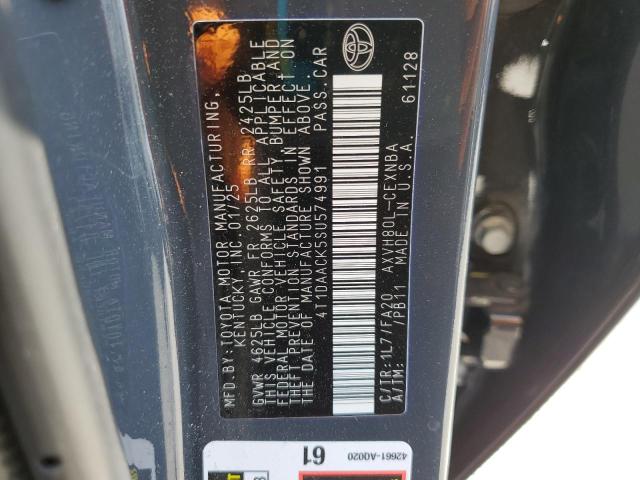 MFD.BY:TOYOTA MOTOR MANUFACTURING,
KENTUCKY, INC. 01/25
GVWR 4625LB GAWR FR 2625LB RR 2425LB
THIS VEHICLE CONFORMS TO ALL APPLICABLE
FEDERAL MOTOR VEHICLE SAFETY, BUMPER, AND
THEFT PREVENTION STANDARDS IN EFFECT ON
THE DATE OF MANUFACTURE SHOWN ABOVE.
4T1DAACK5SU574991 PASS.CAR
C/TR:1L7/FA20 AXVH80L-CEXNBA
A/TM: /PB11 MADE IN U.S.A. 61128
42661-AQ020
61